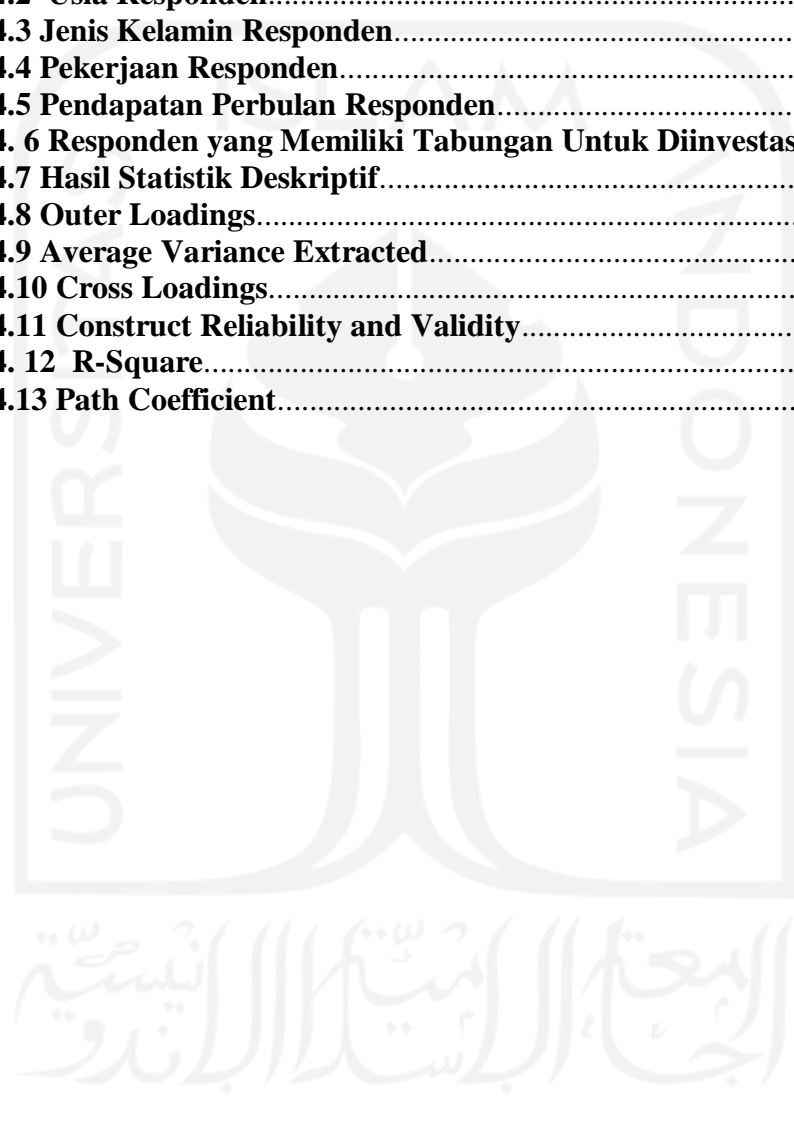 4.2 Usia Responden
4.3 Jenis Kelamin Responden
4.4 Pekerjaan Responden
4.5 Pendapatan Perbulan Responden
4. 6 Responden yang Memiliki Tabungan Untuk Diinvestas
4.7 Hasil Statistik Deskriptif
4.8 Outer Loadings
4.9 Average Variance Extracted
4.10 Cross Loadings
4.11 Construct Reliability and Validity
4. 12 R-Square
4.13 Path Coefficient
ISLAM
UNIVERSITAS
INDONESIA